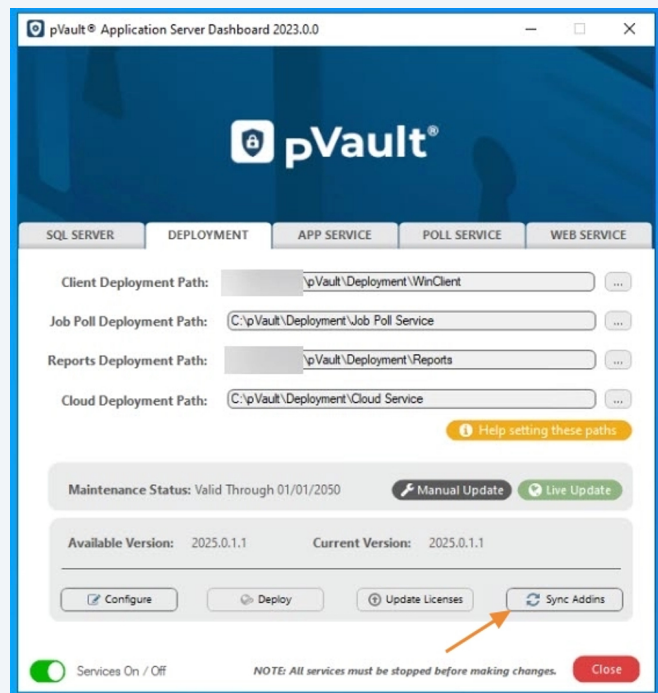 pVault® Application Server Dashboard 2023.0.0
pVault®
SQL SERVER DEPLOYMENT APP SERVICE POLL SERVICE WEB SERVICE
Client Deployment Path: \pVault\Deployment\WinClient ...
Job Poll Deployment Path: C:\pVault\Deployment\Job Poll Service ...
Reports Deployment Path: \pVault\Deployment\Reports ...
Cloud Deployment Path: C:\pVault\Deployment\Cloud Service ...
Help setting these paths
Maintenance Status: Valid Through 01/01/2050 Manual Update Live Update
Available Version: 2025.0.1.1 Current Version: 2025.0.1.1
Configure Deploy Update Licenses Sync Addins
Services On / Off NOTE: All services must be stopped before making changes. Close